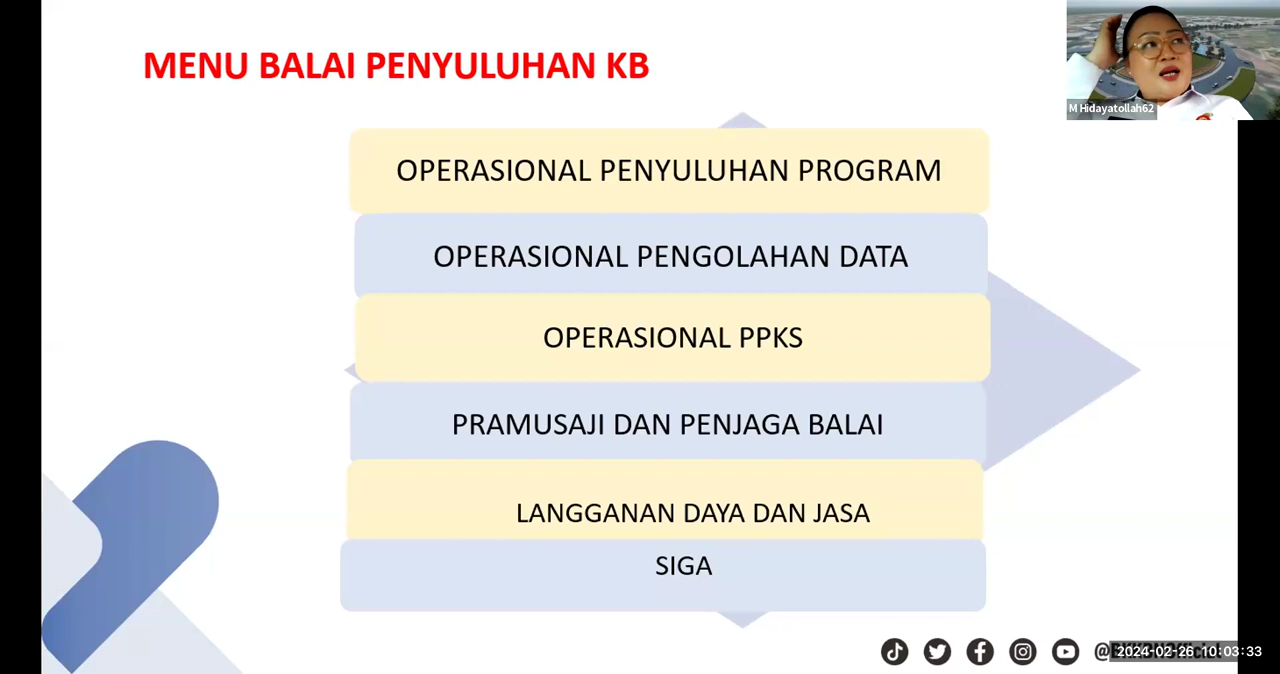 MENU BALAI PENYULUHAN KB
M Hidayatollah62
OPERASIONAL PENYULUHAN PROGRAM
OPERASIONAL PENGOLAHAN DATA
OPERASIONAL PPKS
PRAMUSAJI DAN PENJAGA BALAI
LANGGANAN DAYA DAN JASA
SIGA
2024-02-26 10:03:33